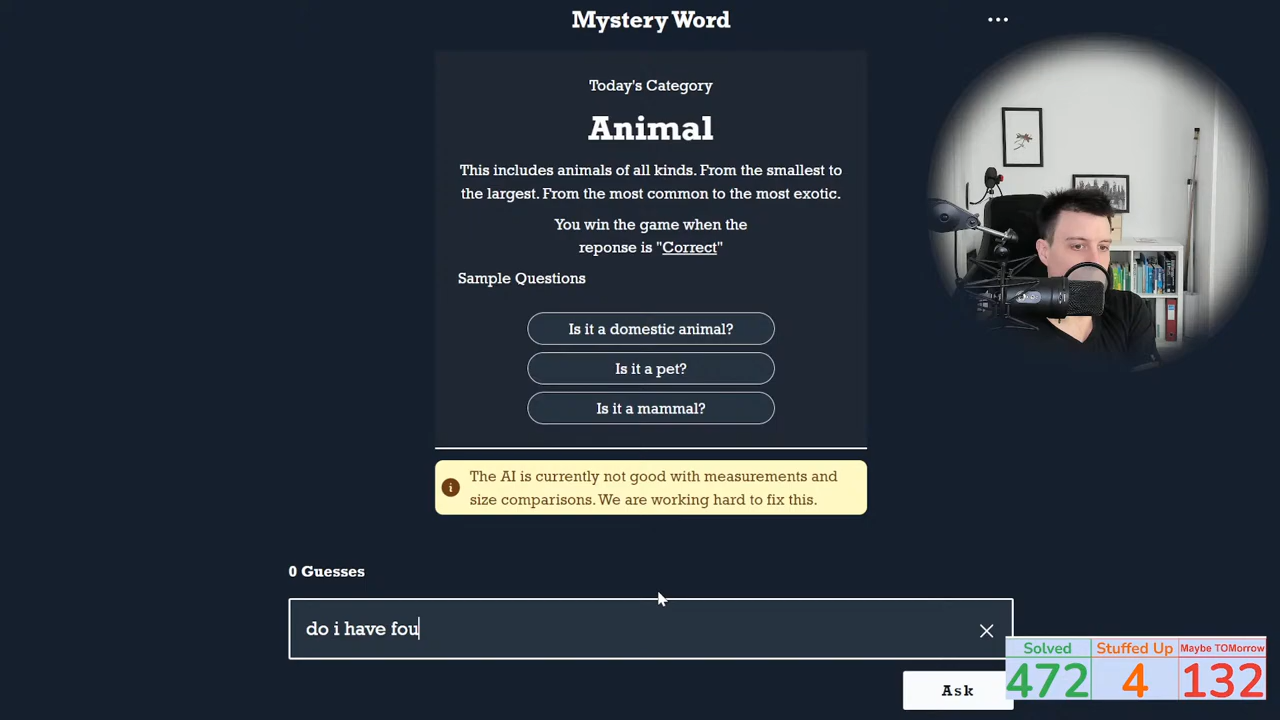 Mystery Word
...
Today's Category
Animal
This includes animals of all kinds. From the smallest to
the largest. From the most common to the most exotic.
You win the game when the
reponse is "Correct"
Sample Questions
Is it a domestic animal?
Is it a pet?
Is it a mammal?
i
The AI is currently not good with measurements and
size comparisons. We are working hard to fix this.
0 Guesses
do i have fou
Ask
Solved Stuffed Up Maybe TOMorrow
472 4 132